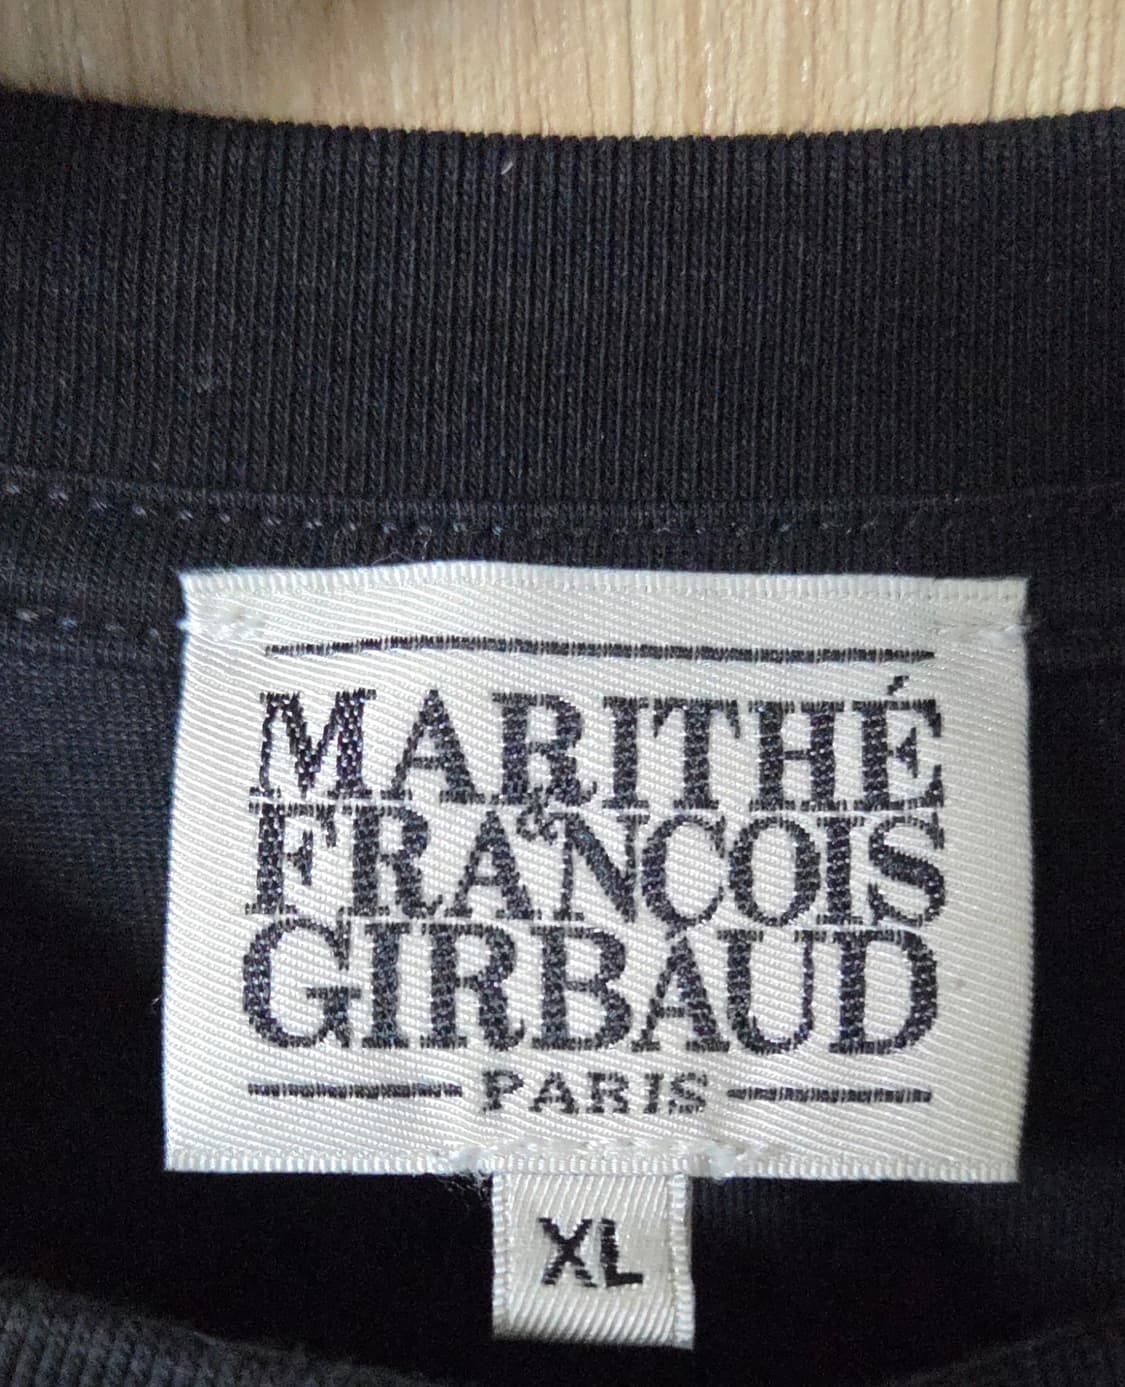 MARITHÉ
&
FRANÇOIS
GIRBAUD
PARIS
XL